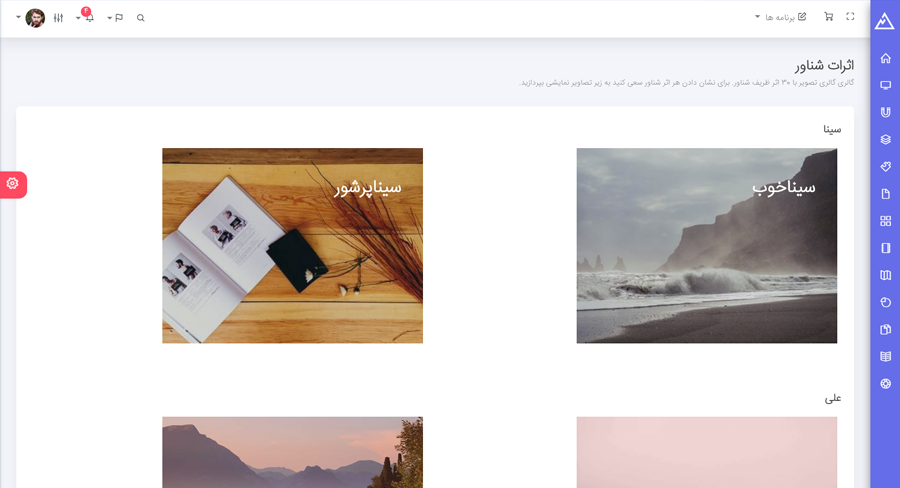 برنامه ها
۴
اثرات شناور
گالری گالری تصویر با ۳۰ اثر ظریف شناور. برای نشان دادن هر اثر شناور سعی کنید به زیر تصاویر نمایشی بپردازید.
سینا
سیناخوب
سیناپرشور
علی